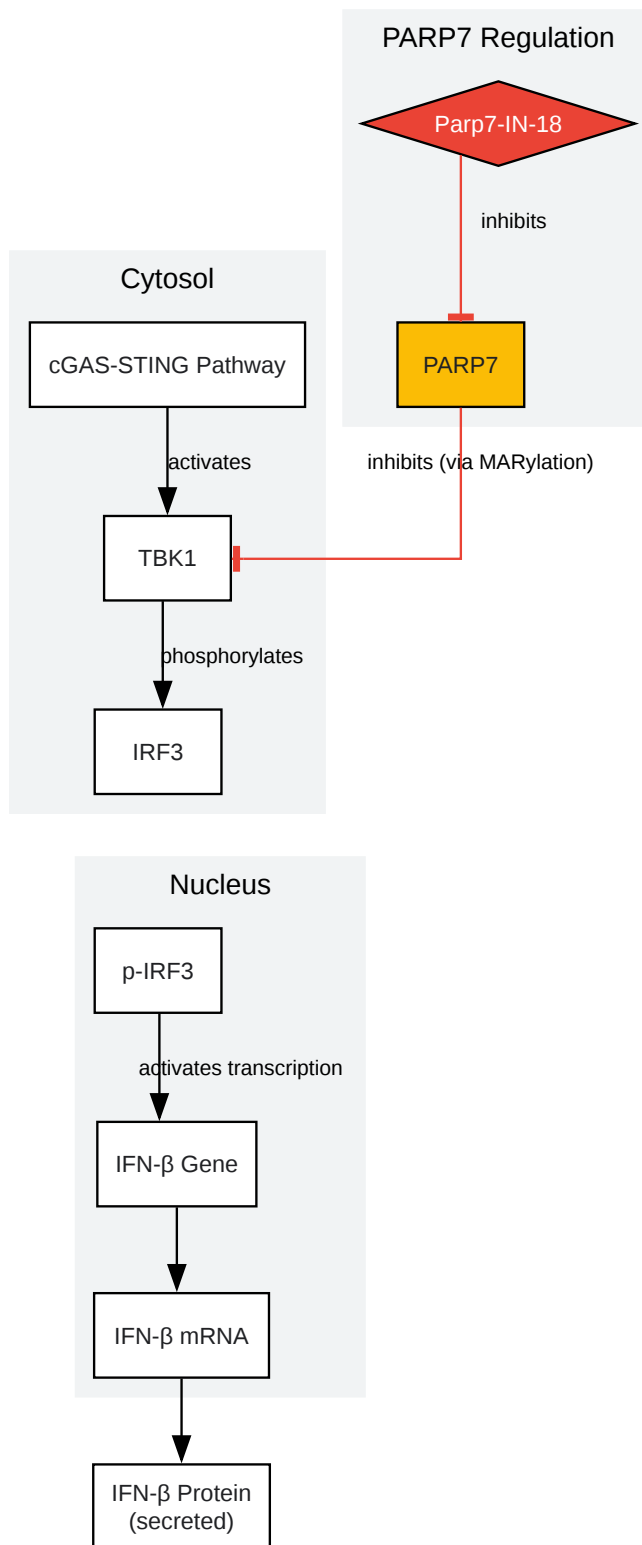 PARP7 Regulation
Parp7-IN-18
inhibits
Cytosol
cGAS-STING Pathway
PARP7
activates
inhibits (via MARylation)
TBK1
phosphorylates
IRF3
Nucleus
p-IRF3
activates transcription
IFN-β Gene
IFN-β mRNA
IFN-β Protein
(secreted)